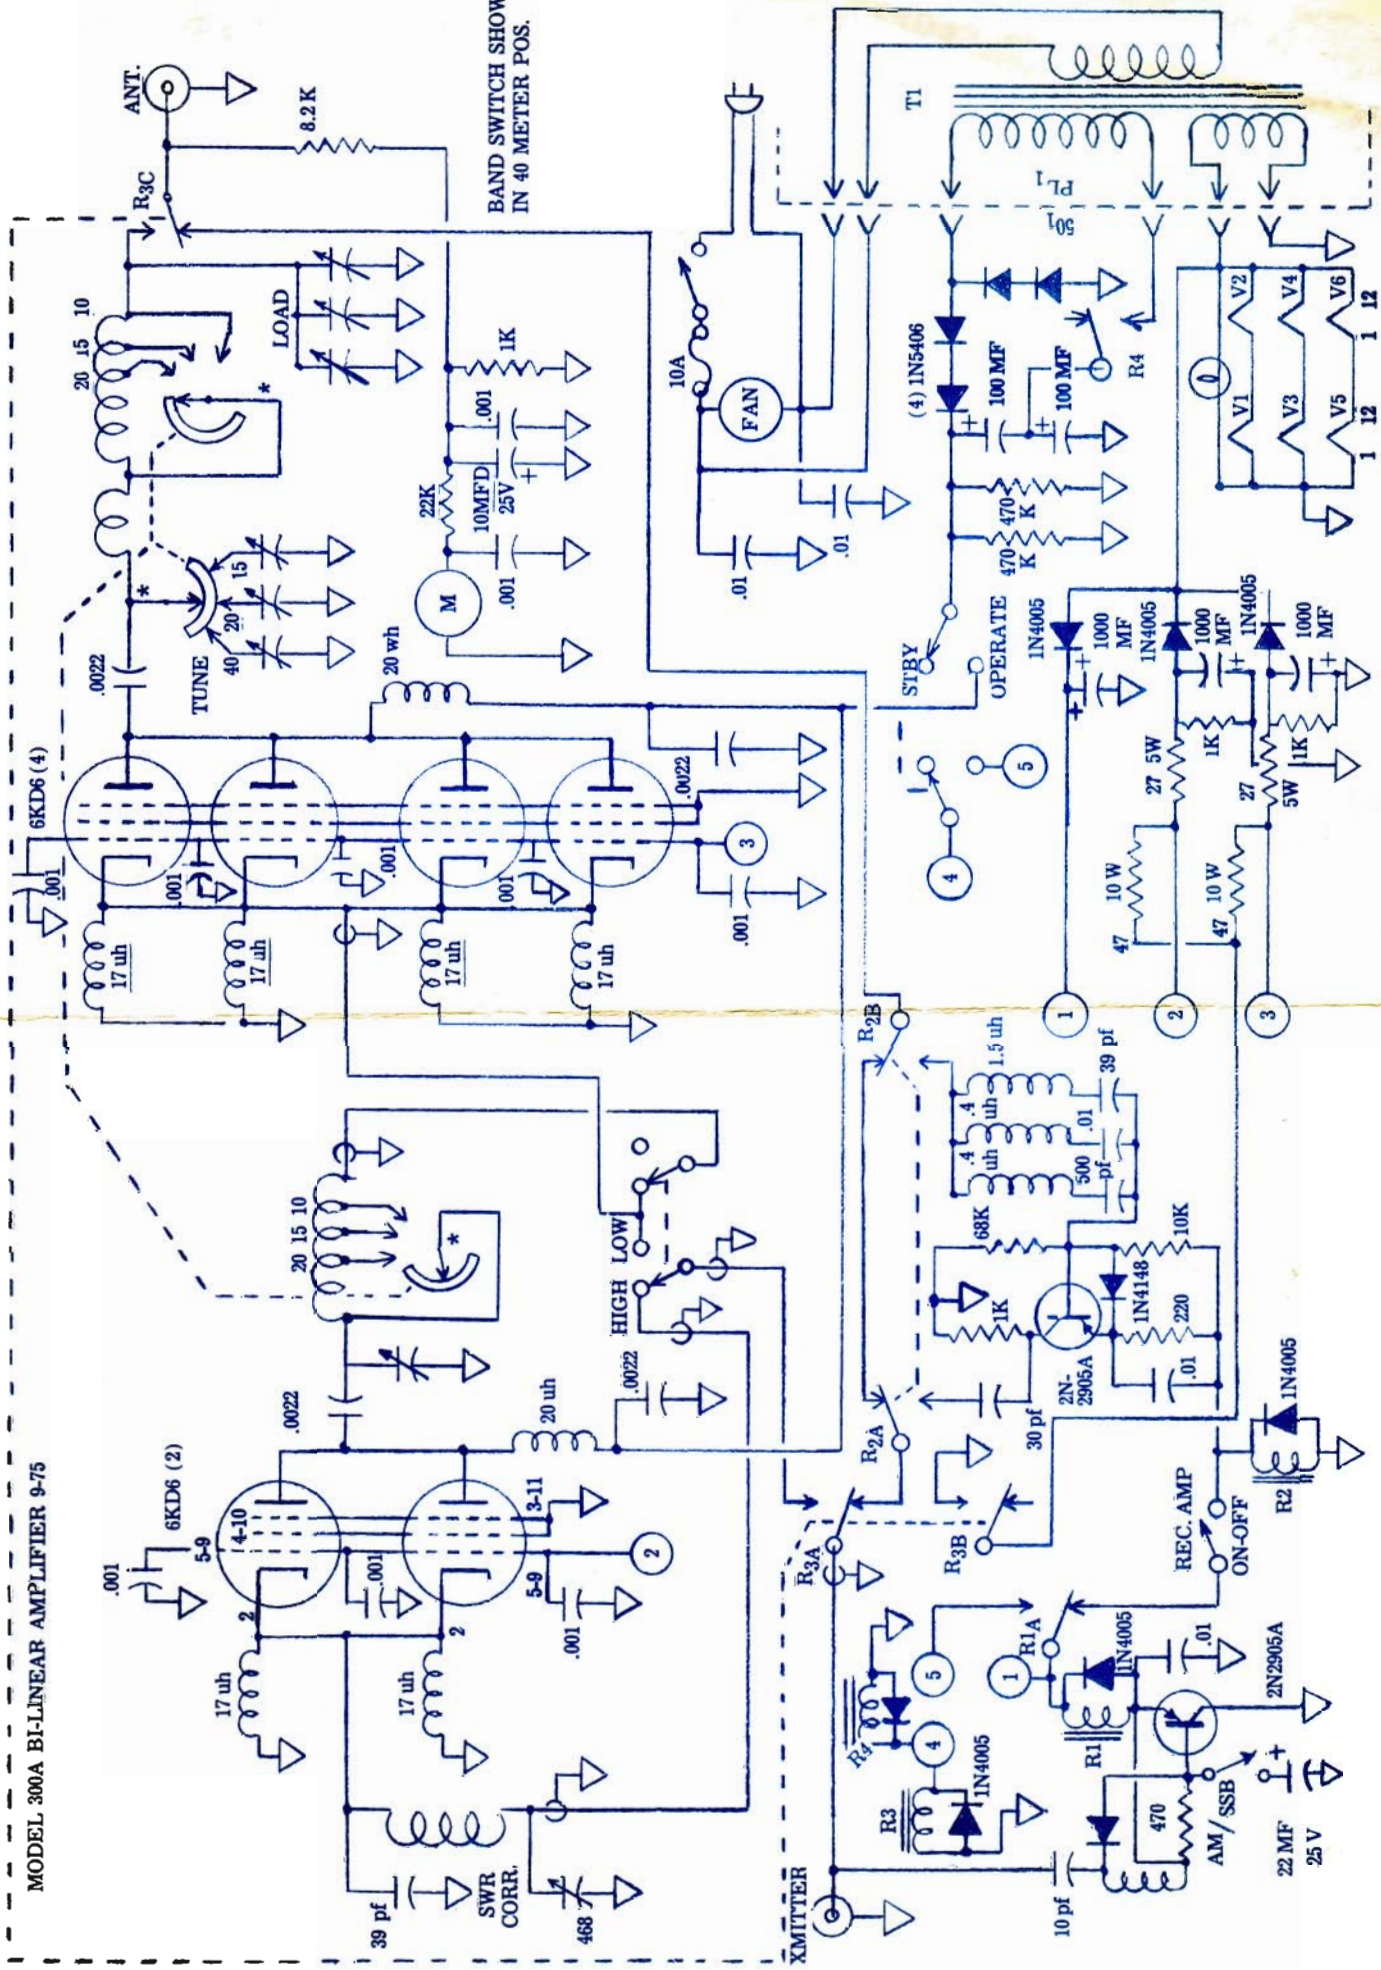 MODEL 300A BI-LINEAR AMPLIFIER 9-75
.001
6KD6 (2)
5-9
4-10
2
17 uh
.001
3-11
2
17 uh
5-9
.001
2
39 pf
SWR
CORR.
468
.0022
20 uh
.0022
20 15 10
*
HIGH LOW
6KD6 (4)
.001
17 uh
.001
17 uh
.001
17 uh
.001
17 uh
.001
3
.0022
20 wh
.0022
TUNE
40
20
15
*
20
15
10
*
LOAD
R3C
ANT.
8.2 K
M
22K
.001
10MFD
25V
+
.001
1K
BAND SWITCH SHOW
IN 40 METER POS.
XMITTER
R3A
R2A
R2B
R3B
R4
R3
4
5
1N4005
1
R1A
R1
1N4005
.01
2N2905A
10 pf
470
AM/SSB
22 MF
25 V
+
REC. AMP
ON-OFF
R2
1N4005
30 pf
1K
68K
2N-
2905A
1N4148
220
10K
.01
.4
uh
.4
uh
1.5 uh
500
pf
.01
39 pf
STBY
OPERATE
4
5
10A
FAN
.01
.01
470
K
470
K
(4) 1N5406
+
100 MF
+
100 MF
R4
50₁
PL₁
T1
1
2
3
47
10 W
47
10 W
27 5W
27
5W
1N4005
+
+
1000
MF
1N4005
1000
MF
+
1K
1N4005
1000
MF
+
1K
V1
V2
V3
V4
V5
V6
1
12
1
12